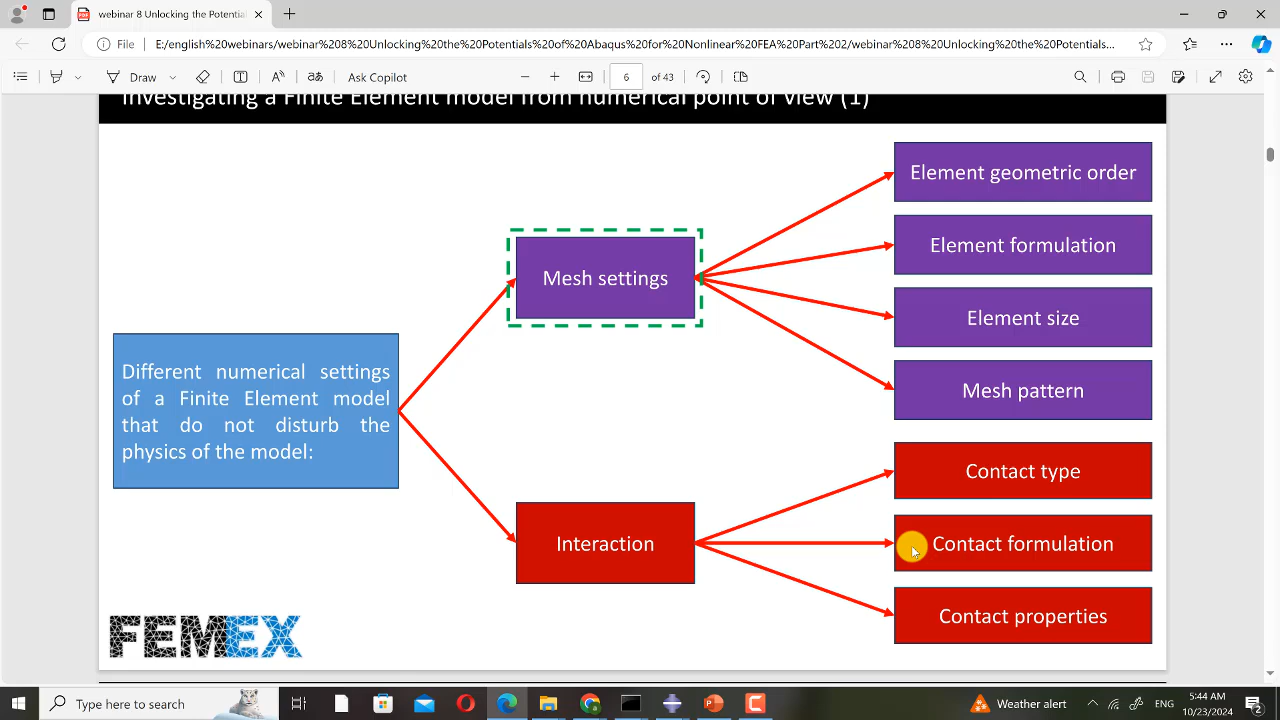 webinar 8 Unlocking the Potentials
File
E:/english%20webinars/webinar%208%20Unlocking%20the%20Potentials%20o%20Abaqus%20for%20Nonlinear%20FEA%20Part%202/webinar%208%20Unlocking%20the%20Potentials...
Draw
Ask Copilot
6
of 43
Investigating a Finite Element model from numerical point of view (1)
Element geometric order
Element formulation
Mesh settings
Element size
Different numerical settings
of a Finite Element model
that do not disturb the
physics of the model:
Mesh pattern
Contact type
Interaction
Contact formulation
Contact properties
FEMEX
Type here to search
Weather alert
ENG
5:44 AM
10/23/2024
2